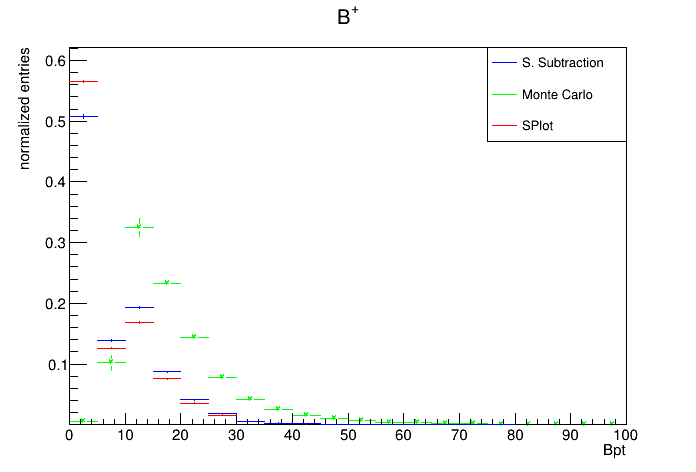 B+
normalized entries
S. Subtraction
Monte Carlo
SPlot
0.6
0.5
0.4
0.3
0.2
0.1
0 10 20 30 40 50 60 70 80 90 100
Bpt